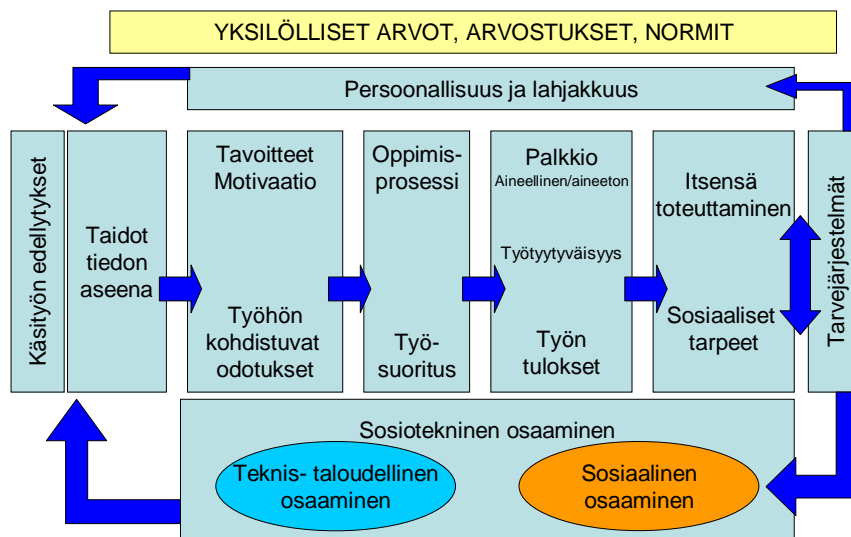 YKSILÖLLISET ARVOT, ARVOSTUKSET, NORMIT
Persoonallisuus ja lahjakkuus
Käsityön edellytykset
Taidot
tiedon
aseena
Tavoitteet
Motivaatio
Työhön
kohdistuvat
odotukset
Oppimis-
prosessi
Työ-
suoritus
Palkkio
Aineellinen/aineeton
Työtyytyväisyys
Työn
tulokset
Itsensä
toteuttaminen
Sosiaaliset
tarpeet
Tarvejärjestelmät
Sosiotekninen osaaminen
Teknis- taloudellinen
osaaminen
Sosiaalinen
osaaminen